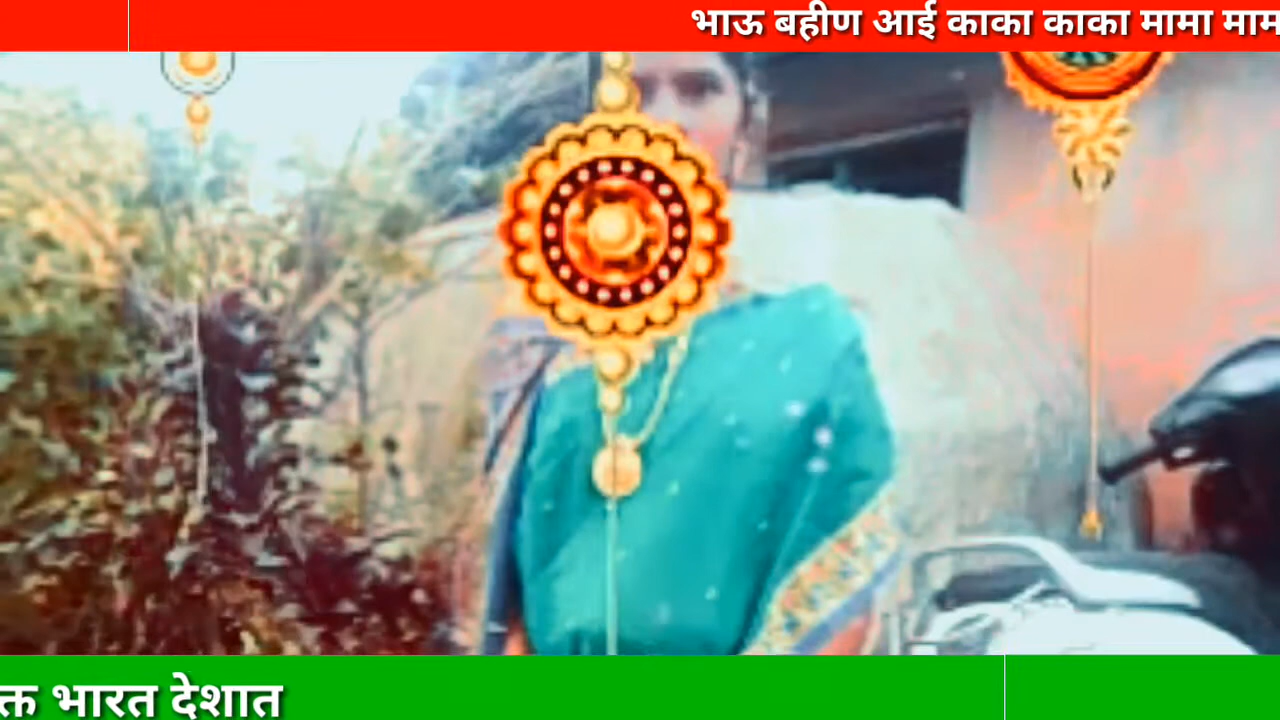 भाऊ बहीण आई काका काका मामा
भारत देशात